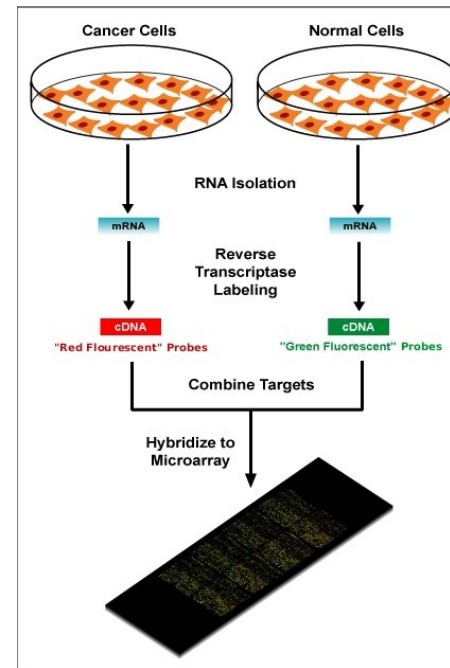 Cancer Cells
Normal Cells
RNA Isolation
mRNA
mRNA
Reverse
Transcriptase
Labeling
cDNA
cDNA
"Red Flourescent" Probes
"Green Fluorescent" Probes
Combine Targets
Hybridize to
Microarray